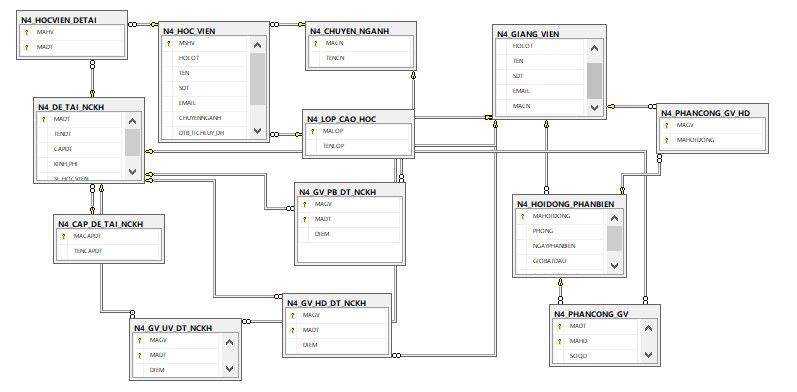 N4_HOCVIEN_DETAI
MAHV
MADT
N4_HOC_VIEN
MSHV
HOLOT
TEN
SDT
EMAIL
CHUYENNGANH
DTB_TICHLUY_DH
N4_CHUYEN_NGANH
MACN
TENCN
N4_GIANG_VIEN
HOLOT
TEN
SDT
EMAIL
MACN
N4_DE_TAI_NCKH
MADT
TENDT
CAPDT
KINH_PHI
SL_HOCVIEN
N4_LOP_CAO_HOC
MALOP
TENLOP
N4_PHANCONG_GV_HD
MAGV
MAHOIDONG
N4_GV_PB_DT_NCKH
MAGV
MADT
DIEM
N4_HOIDONG_PHANBIEN
MAHOIDONG
PHONG
NGAYPHANBIEN
GIOBATDAU
N4_CAP_DE_TAI_NCKH
MACAPDT
TENCAPDT
N4_GV_HD_DT_NCKH
MAGV
MADT
DIEM
N4_GV_UV_DT_NCKH
MAGV
MADT
DIEM
N4_PHANCONG_GV
MADT
MAHD
SOQD